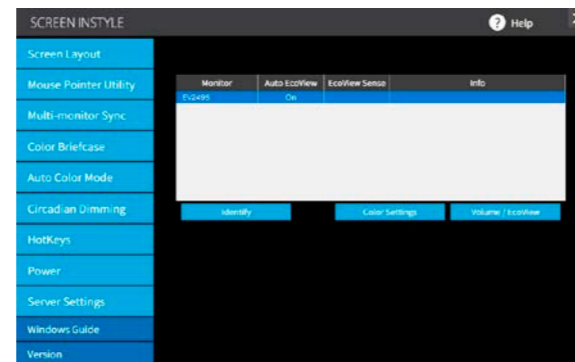 SCREEN INSTYLE
? Help
Screen Layout
Mouse Pointer Utility
Multi-monitor Sync
Color Briefcase
Auto Color Mode
Circadian Dimming
HotKeys
Power
Server Settings
Windows Guide
Version
Monitor Auto EcoView EcoView Sense Info
EV2495 On
Identify Color Settings Volume / EcoView